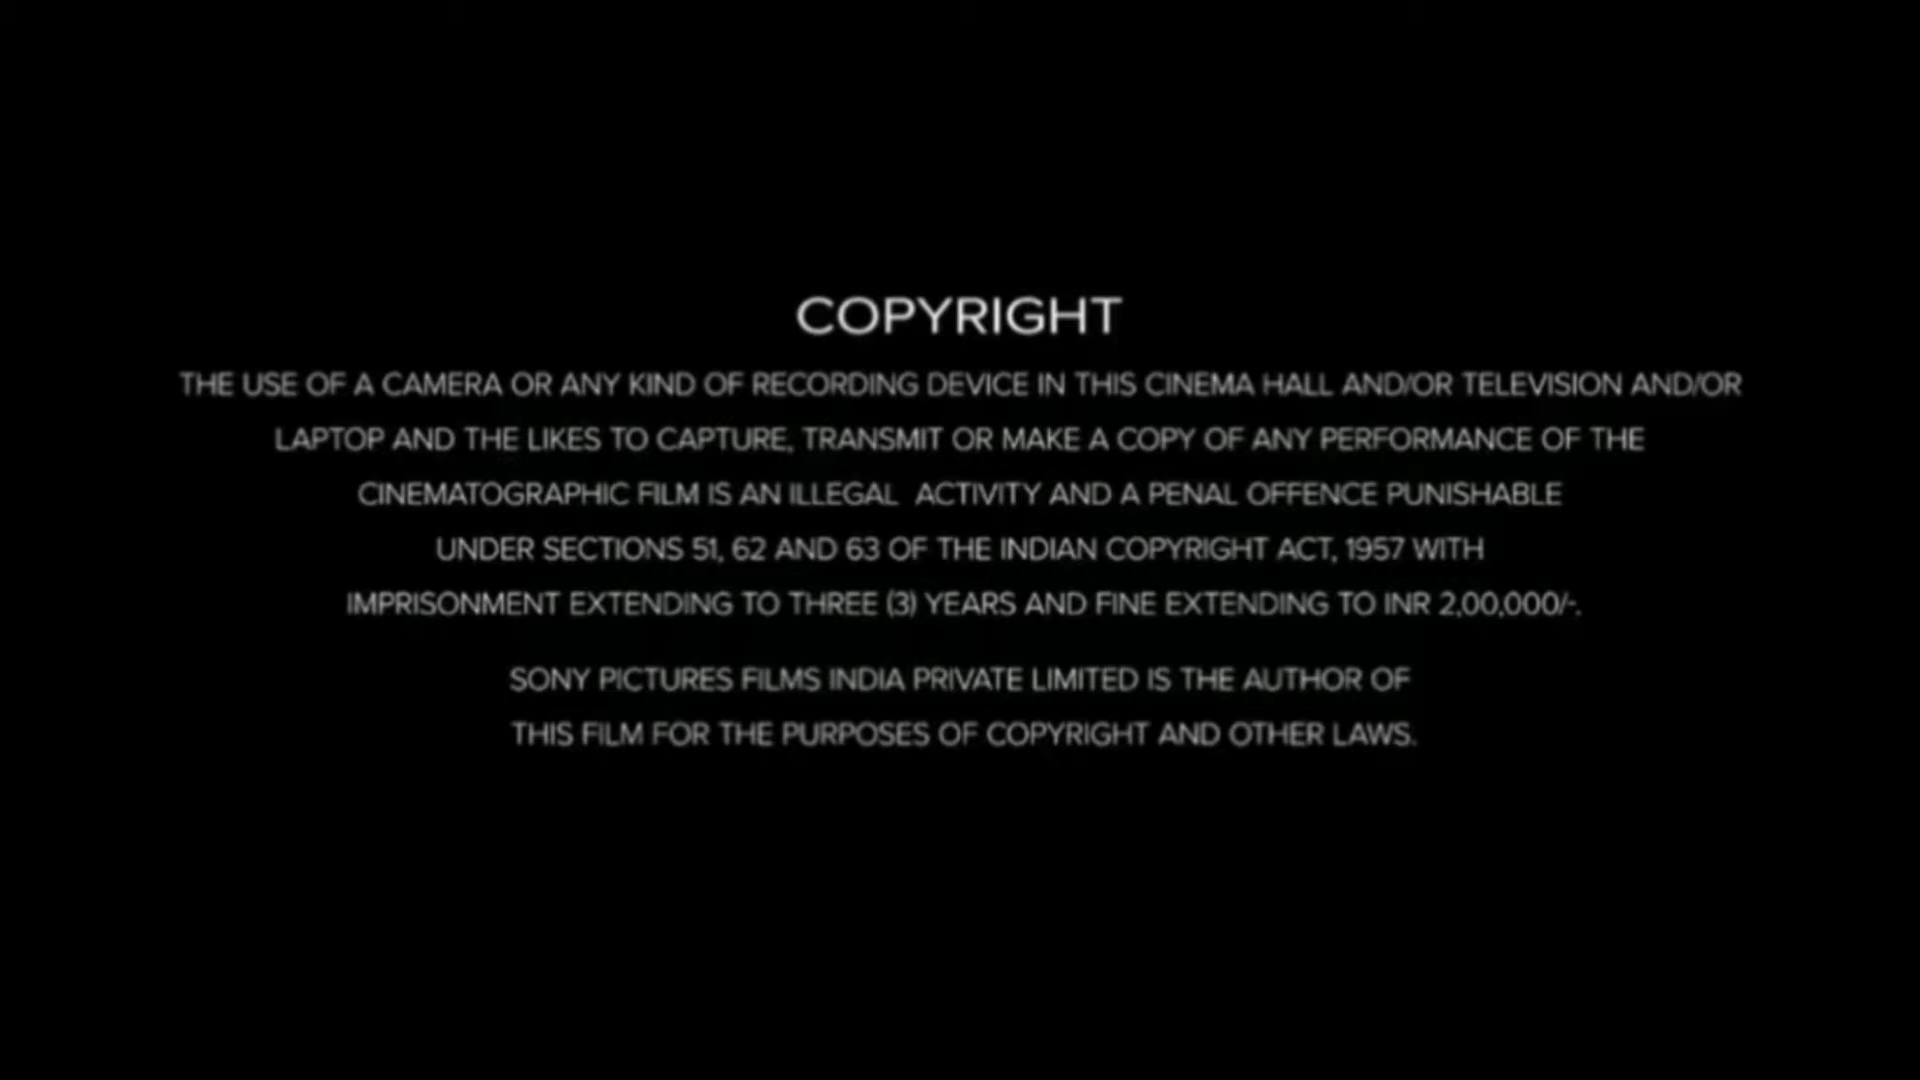 COPYRIGHT
THE USE OF A CAMERA OR ANY KIND OF RECORDING DEVICE IN THIS CINEMA HALL AND/OR TELEVISION AND/OR
LAPTOP AND THE LIKES TO CAPTURE, TRANSMIT OR MAKE A COPY OF ANY PERFORMANCE OF THE
CINEMATOGRAPHIC FILM IS AN ILLEGAL ACTIVITY AND A PENAL OFFENCE PUNISHABLE
UNDER SECTIONS 51, 62 AND 63 OF THE INDIAN COPYRIGHT ACT, 1957 WITH
IMPRISONMENT EXTENDING TO THREE (3) YEARS AND FINE EXTENDING TO INR 2,00,000/-.
SONY PICTURES FILMS INDIA PRIVATE LIMITED IS THE AUTHOR OF
THIS FILM FOR THE PURPOSES OF COPYRIGHT AND OTHER LAWS.